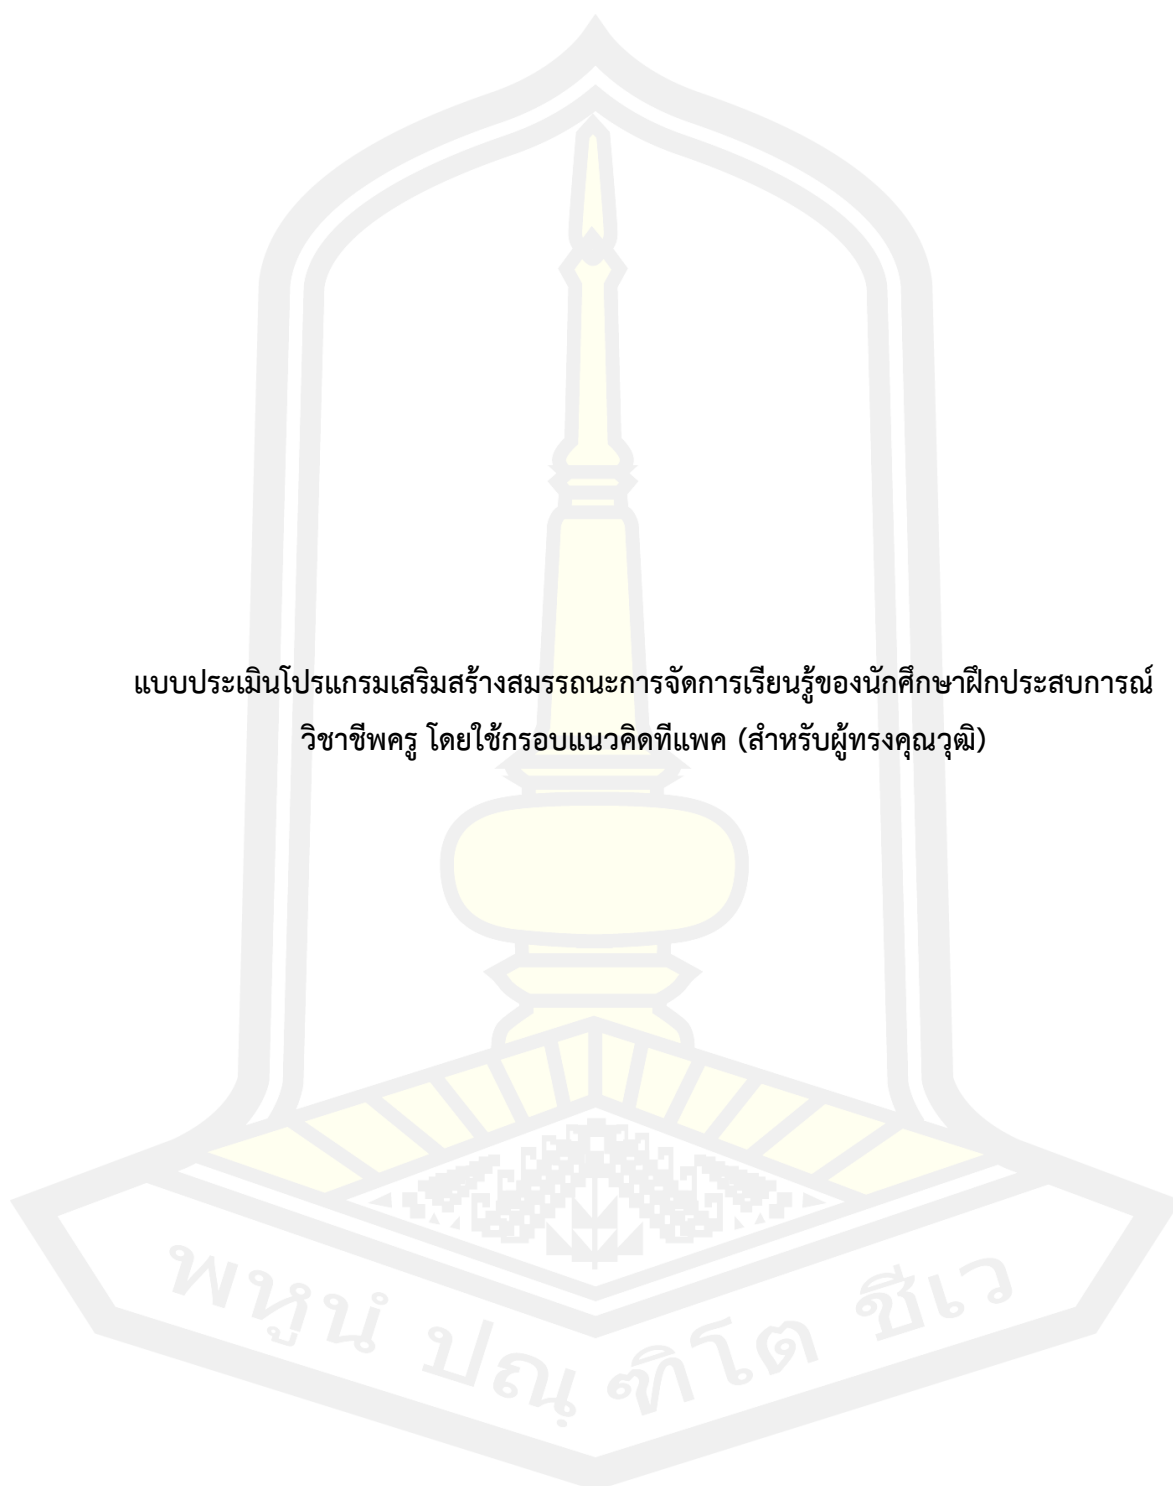 แบบประเมินโปรแกรมเสริมสร้างสมรรถนะการจัดการเรียนรู้ของนักศึกษาฝึกประสบการณ์
วิชาชีพครู โดยใช้กรอบแนวคิดทีแพค (สำหรับผู้ทรงคุณวุฒิ)
พหูนํ ปณฺ ฑิโต ชีเว